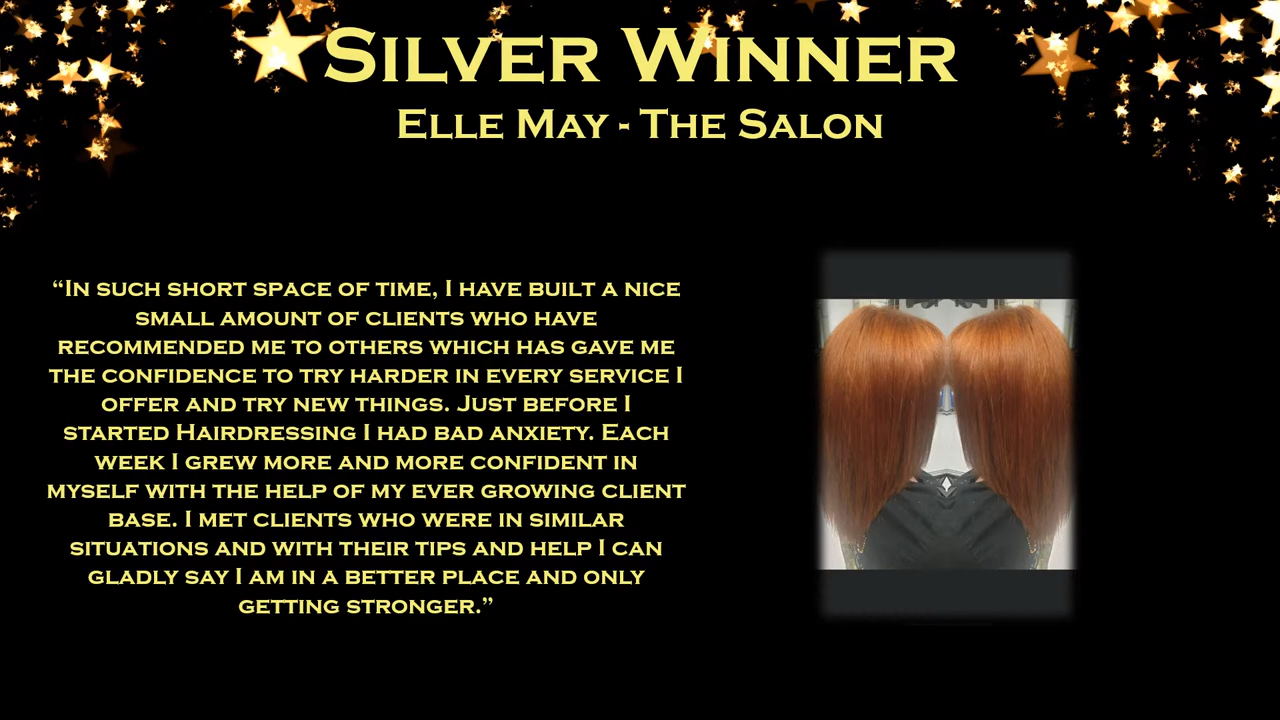 Silver Winner
Elle May - The Salon
“In such short space of time, I have built a nice
small amount of clients who have
recommended me to others which has gave me
the confidence to try harder in every service I
offer and try new things. Just before I
started Hairdressing I had bad anxiety. Each
week I grew more and more confident in
myself with the help of my ever growing client
base. I met clients who were in similar
situations and with their tips and help I can
gladly say I am in a better place and only
getting stronger.”